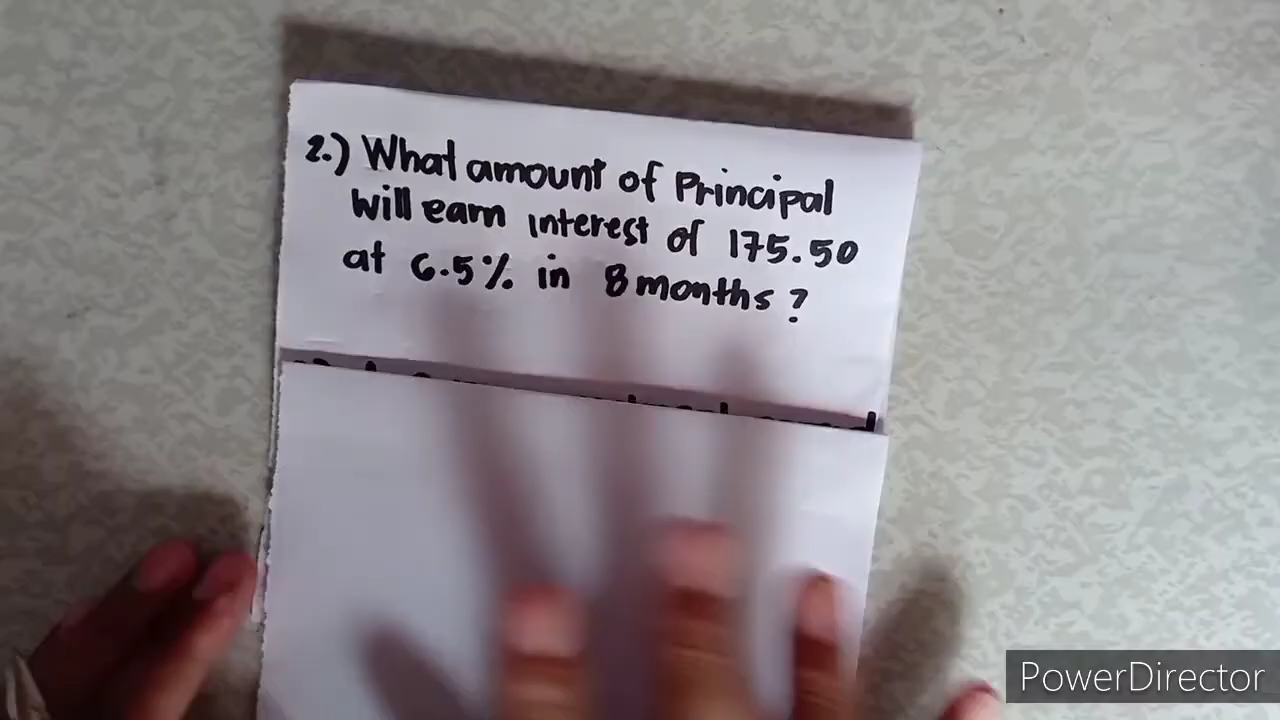 2.) What amount of Principal
will earn interest of 175.50
at 6.5% in 8 months?
PowerDirector